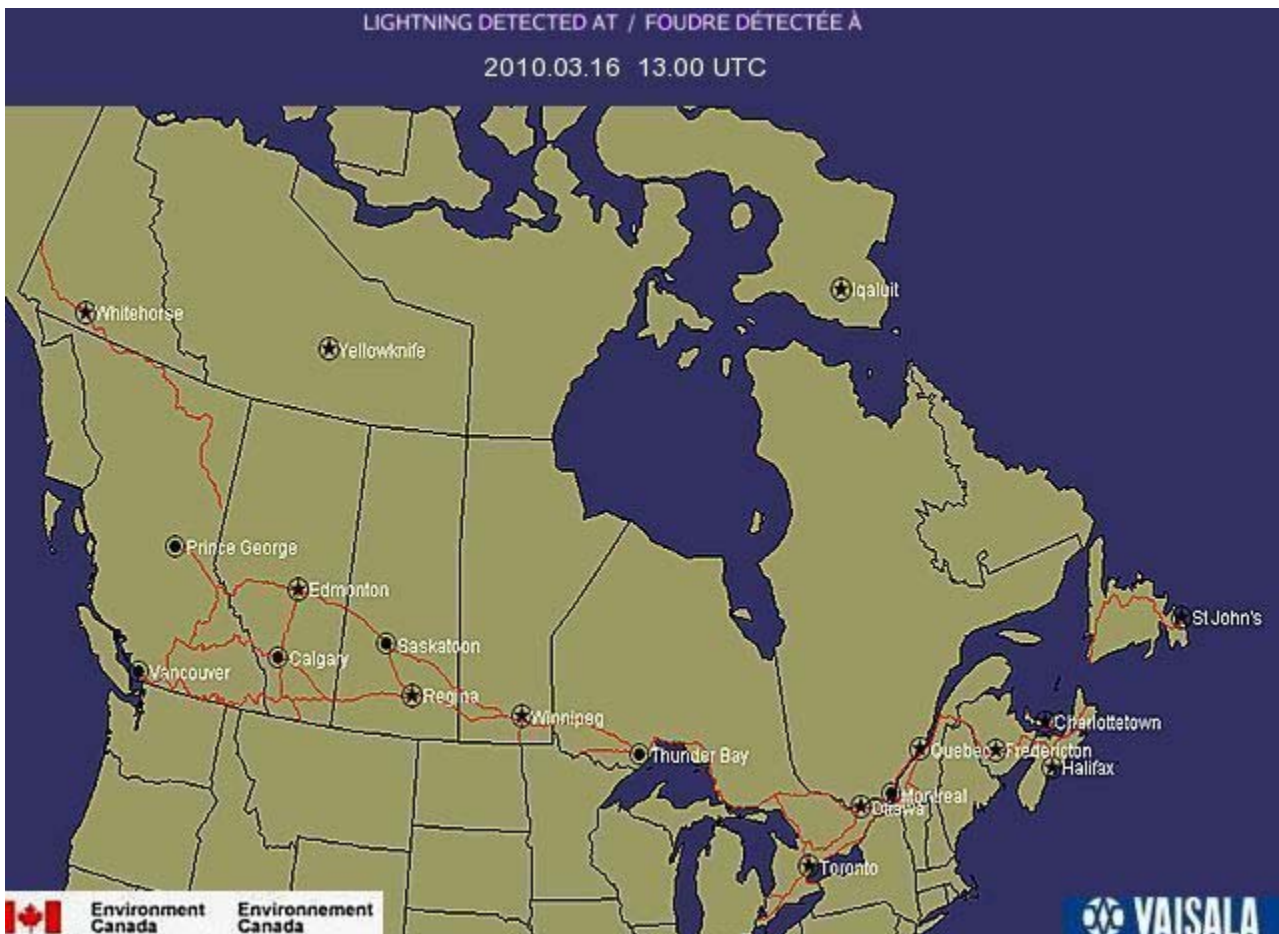 LIGHTNING DETECTED AT / FOUDRE DÉTECTÉE À
2010.03.16 13.00 UTC
Iqaluit
Whitehorse
Yellowknife
Prince George
Edmonton
St John's
Saskatoon
Calgary
Vancouver
Regina
Winnipeg
Charlottetown
Thunder Bay
Quebec
Fredericton
Halifax
Montreal
Ottawa
Toronto
Environment Canada
Environnement Canada
VAISALA